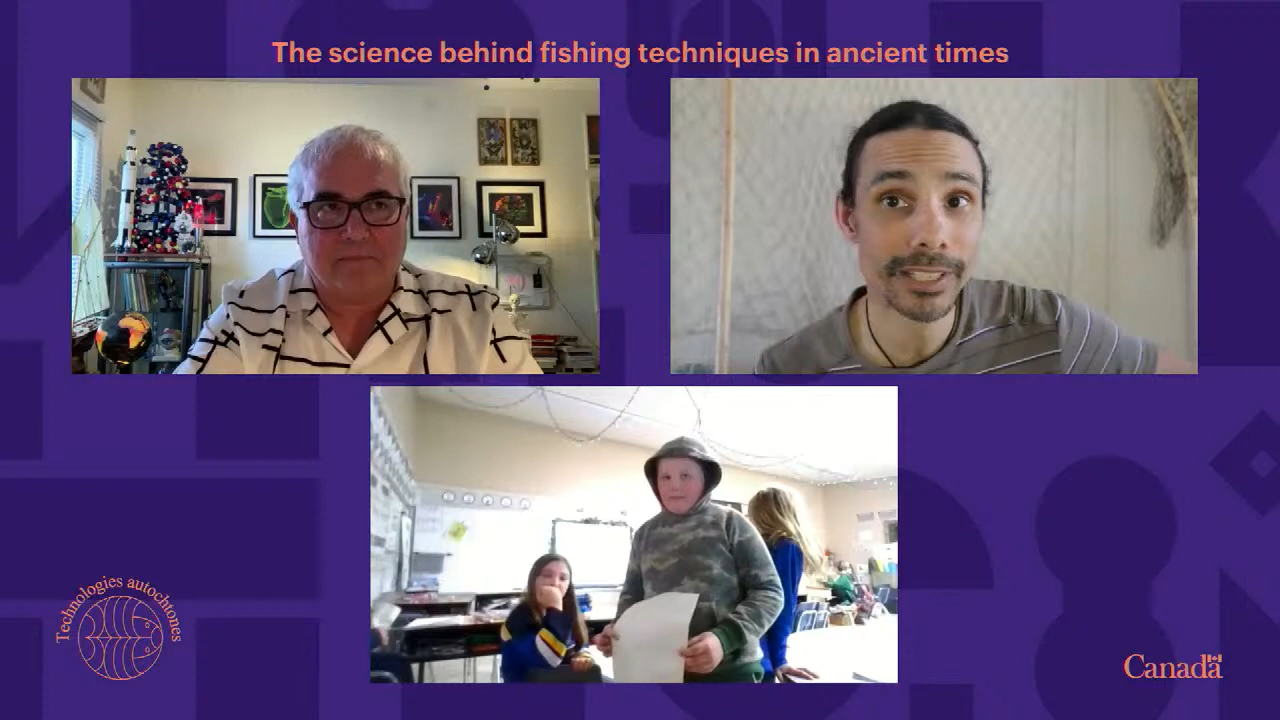 The science behind fishing techniques in ancient times
Technologies autochtones
Canada